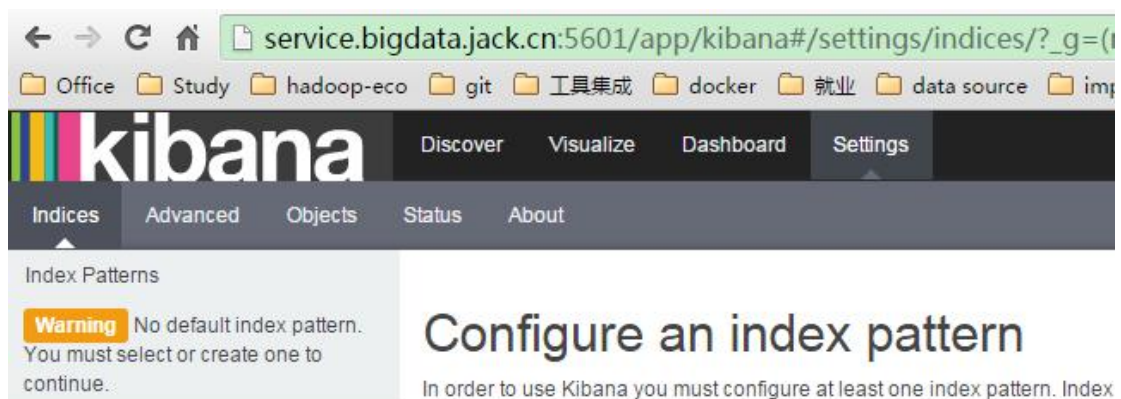 service.bigdata.jack.cn:5601/app/kibana#/settings/indices/?_g=(
Office Study hadoop-eco git 工具集成 docker 就业 data source
kibana Discover Visualize Dashboard Settings
Indices Advanced Objects Status About
Index Patterns
Warning No default index pattern.
You must select or create one to
continue.
Configure an index pattern
In order to use Kibana you must configure at least one index pattern. Index